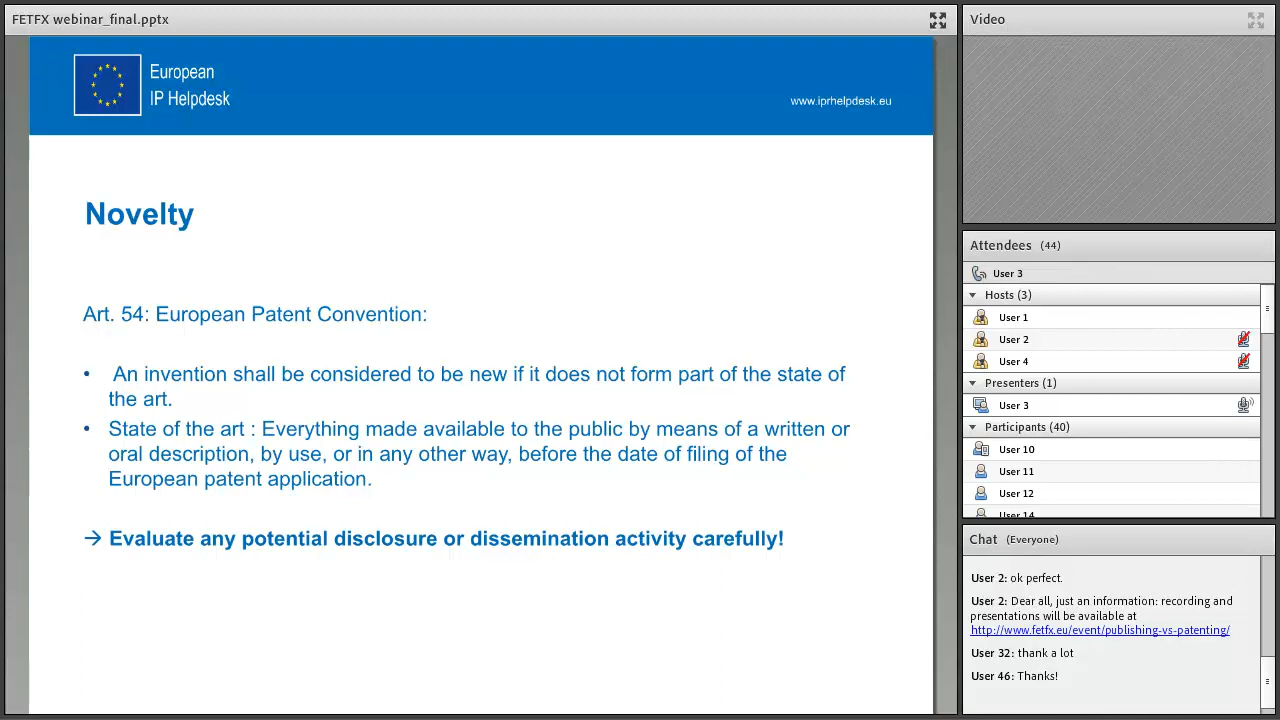 FETFX webinar_final.pptx
European
IP Helpdesk
www.iprhelpdesk.eu
Novelty
Art. 54: European Patent Convention:
• An invention shall be considered to be new if it does not form part of the state of
the art.
• State of the art : Everything made available to the public by means of a written or
oral description, by use, or in any other way, before the date of filing of the
European patent application.
→ Evaluate any potential disclosure or dissemination activity carefully!
Video
Attendees (44)
User 3
Hosts (3)
User 1
User 2
User 4
Presenters (1)
User 3
Participants (40)
User 10
User 11
User 12
User 14
Chat (Everyone)
User 2: ok perfect.
User 2: Dear all, just an information: recording and
presentations will be available at
http://www.fetfx.eu/event/publishing-vs-patenting/
User 32: thank a lot
User 46: Thanks!